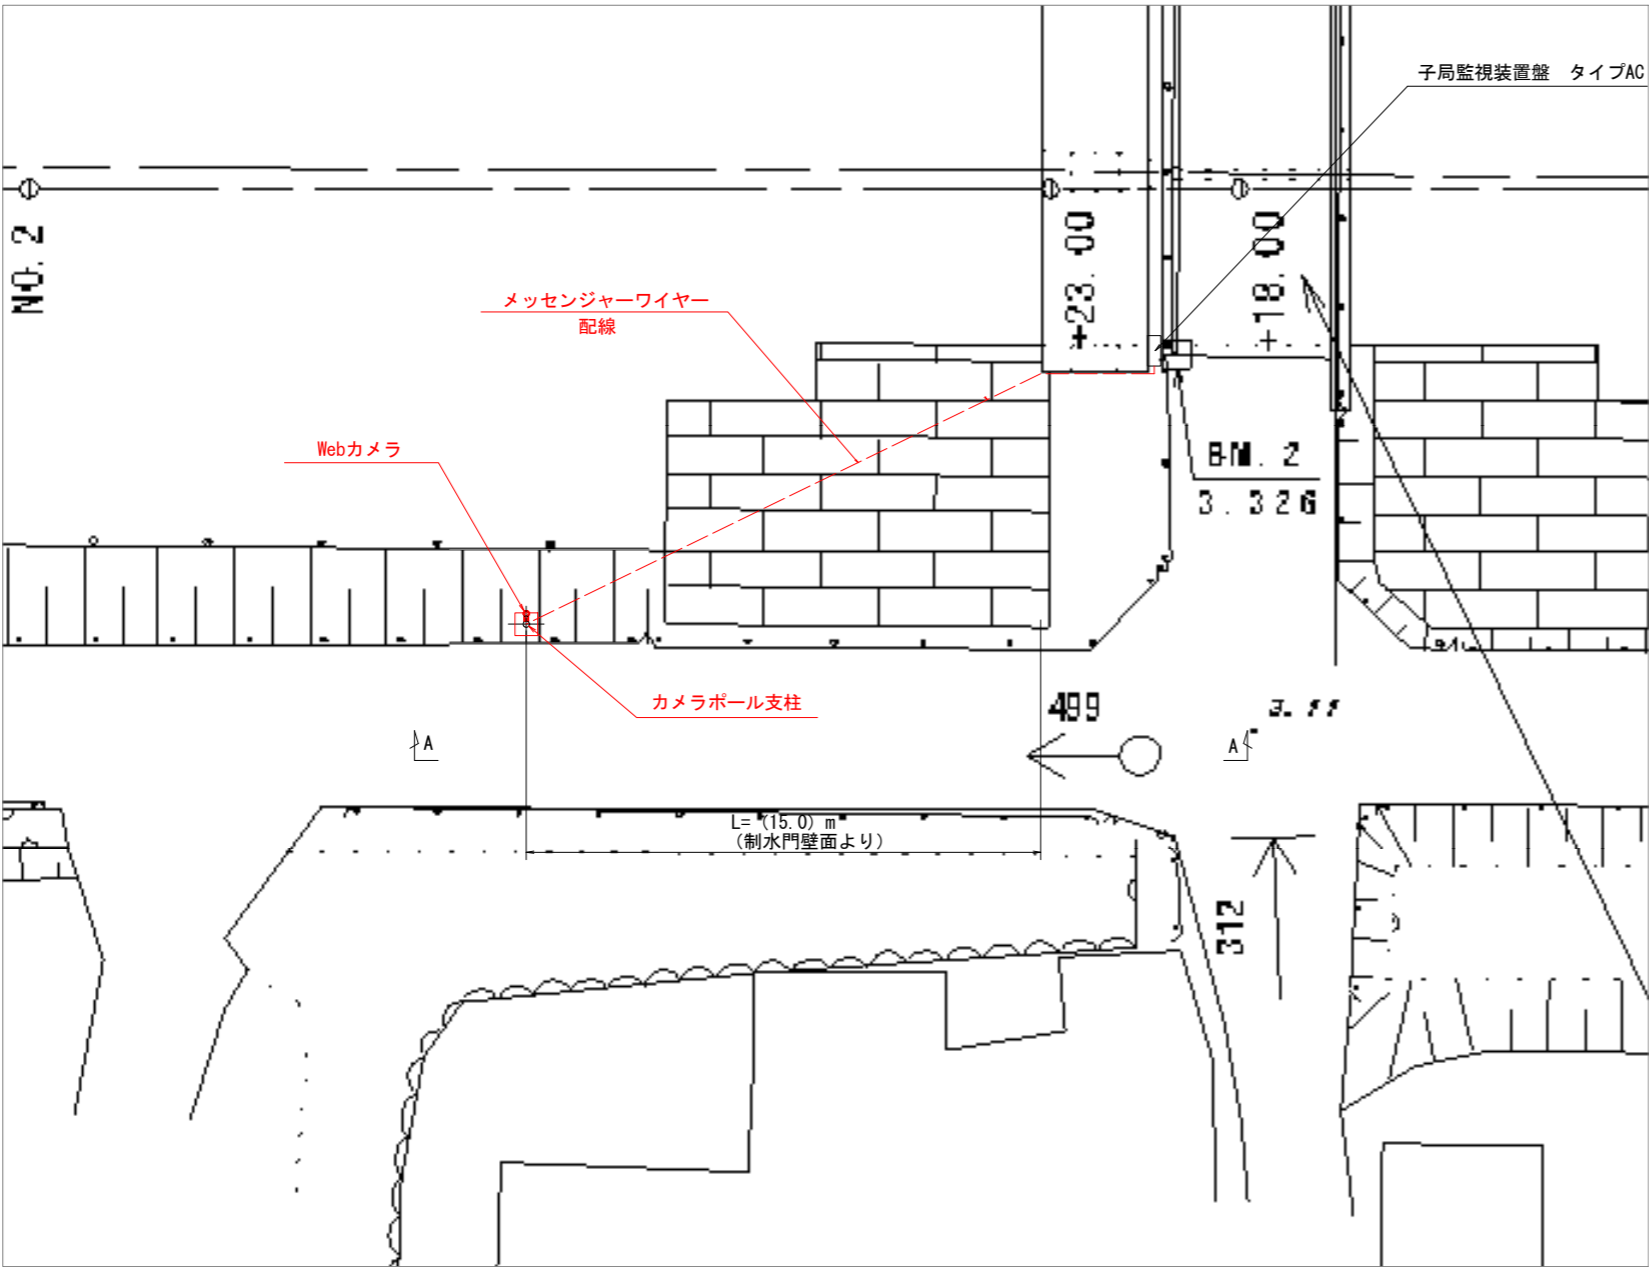 子局監視装置盤　タイプAC
NO. 2
+23. 00
+18. 00
メッセンジャーワイヤー
配線
Webカメラ
BM. 2
3. 326
カメラポール支柱
499
3. 11
A
A
L= (15.0) m
(制水門壁面より)
312